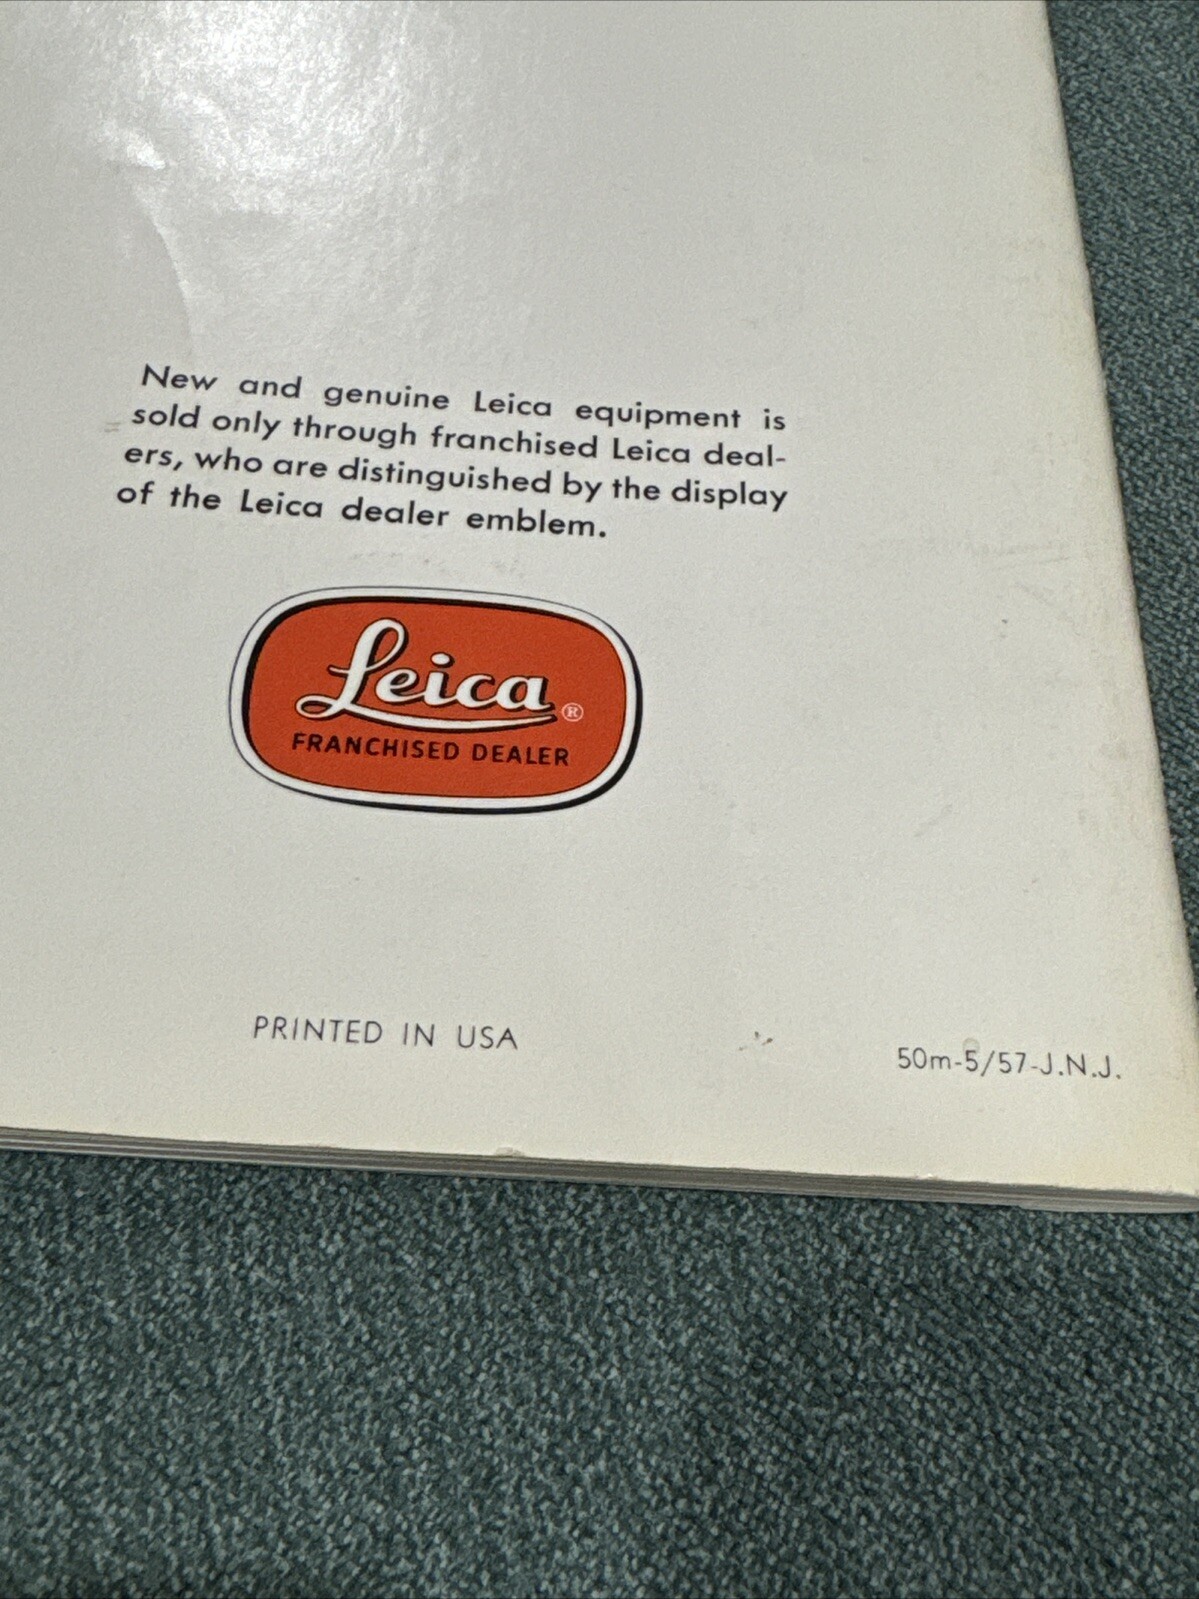 New and genuine Leica equipment is
sold only through franchised Leica deal-
ers, who are distinguished by the display
of the Leica dealer emblem.
Leica®
FRANCHISED DEALER
PRINTED IN USA
50m-5/57-J.N.J.